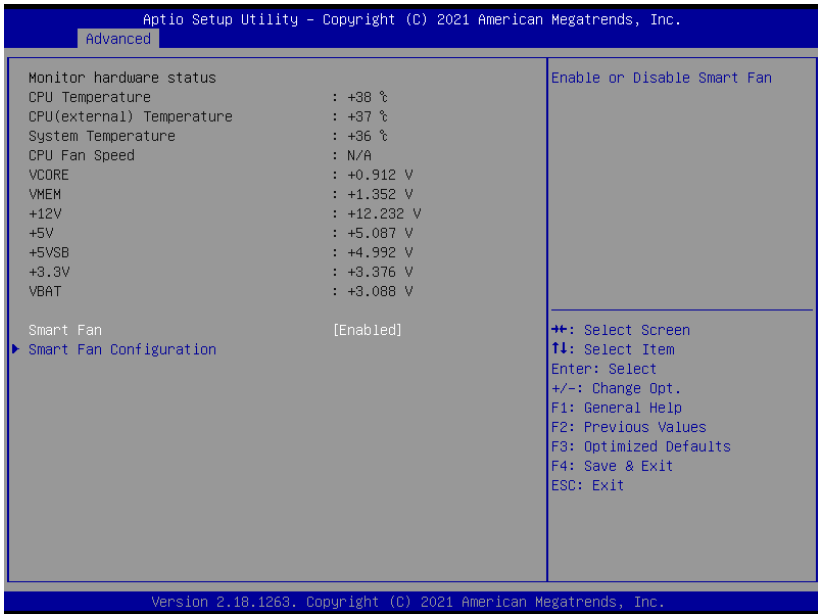 Aptio Setup Utility – Copyright (C) 2021 American Megatrends, Inc.
Advanced
Monitor hardware status
CPU Temperature : +38 ℃
CPU(external) Temperature : +37 ℃
System Temperature : +36 ℃
CPU Fan Speed : N/A
VCORE : +0.912 V
VMEM : +1.352 V
+12V : +12.232 V
+5V : +5.087 V
+5VSB : +4.992 V
+3.3V : +3.376 V
VBAT : +3.088 V
Smart Fan [Enabled]
▶ Smart Fan Configuration
Enable or Disable Smart Fan
→←: Select Screen
↑↓: Select Item
Enter: Select
+/-: Change Opt.
F1: General Help
F2: Previous Values
F3: Optimized Defaults
F4: Save & Exit
ESC: Exit
Version 2.18.1263. Copyright (C) 2021 American Megatrends, Inc.